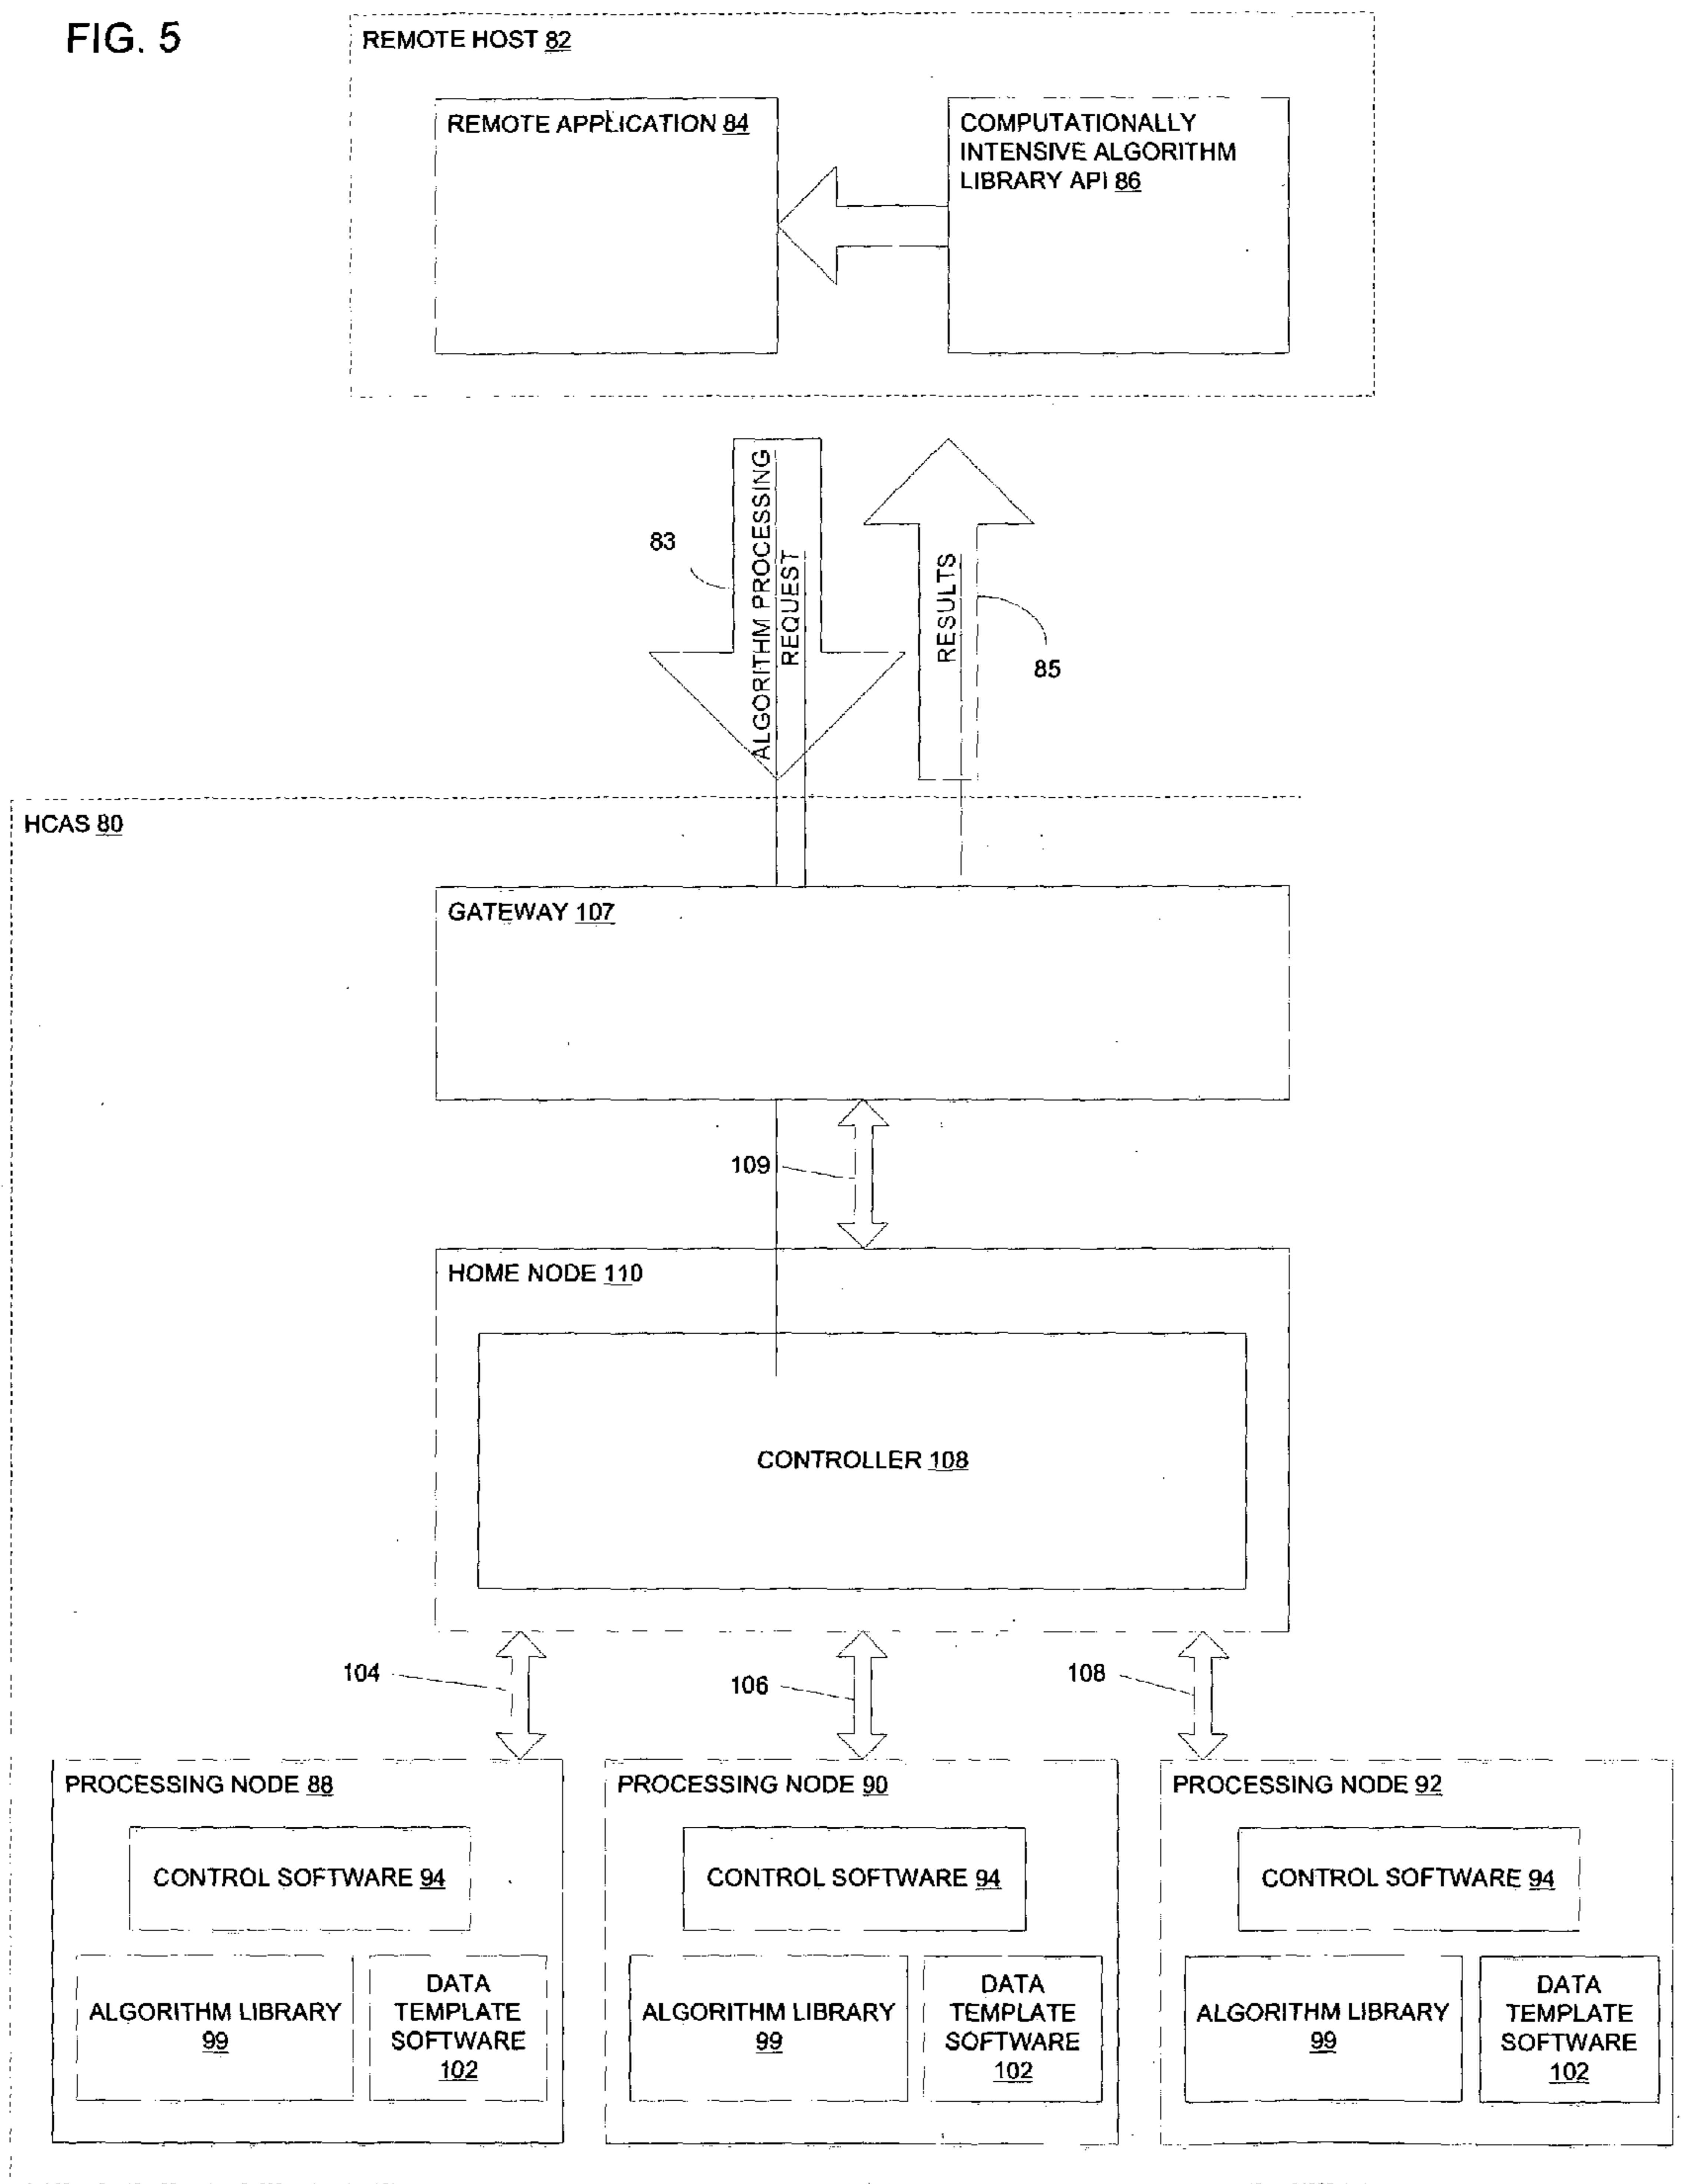 FIG. 5
REMOTE HOST 82
REMOTE APPLICATION 84
COMPUTATIONALLY
INTENSIVE ALGORITHM
LIBRARY API 86
83
ALGORITHM PROCESSING
REQUEST
RESULTS
85
HCAS 80
GATEWAY 107
109
HOME NODE 110
CONTROLLER 108
104
106
108
PROCESSING NODE 88
CONTROL SOFTWARE 94
ALGORITHM LIBRARY
99
DATA
TEMPLATE
SOFTWARE
102
PROCESSING NODE 90
CONTROL SOFTWARE 94
ALGORITHM LIBRARY
99
DATA
TEMPLATE
SOFTWARE
102
PROCESSING NODE 92
CONTROL SOFTWARE 94
ALGORITHM LIBRARY
99
DATA
TEMPLATE
SOFTWARE
102